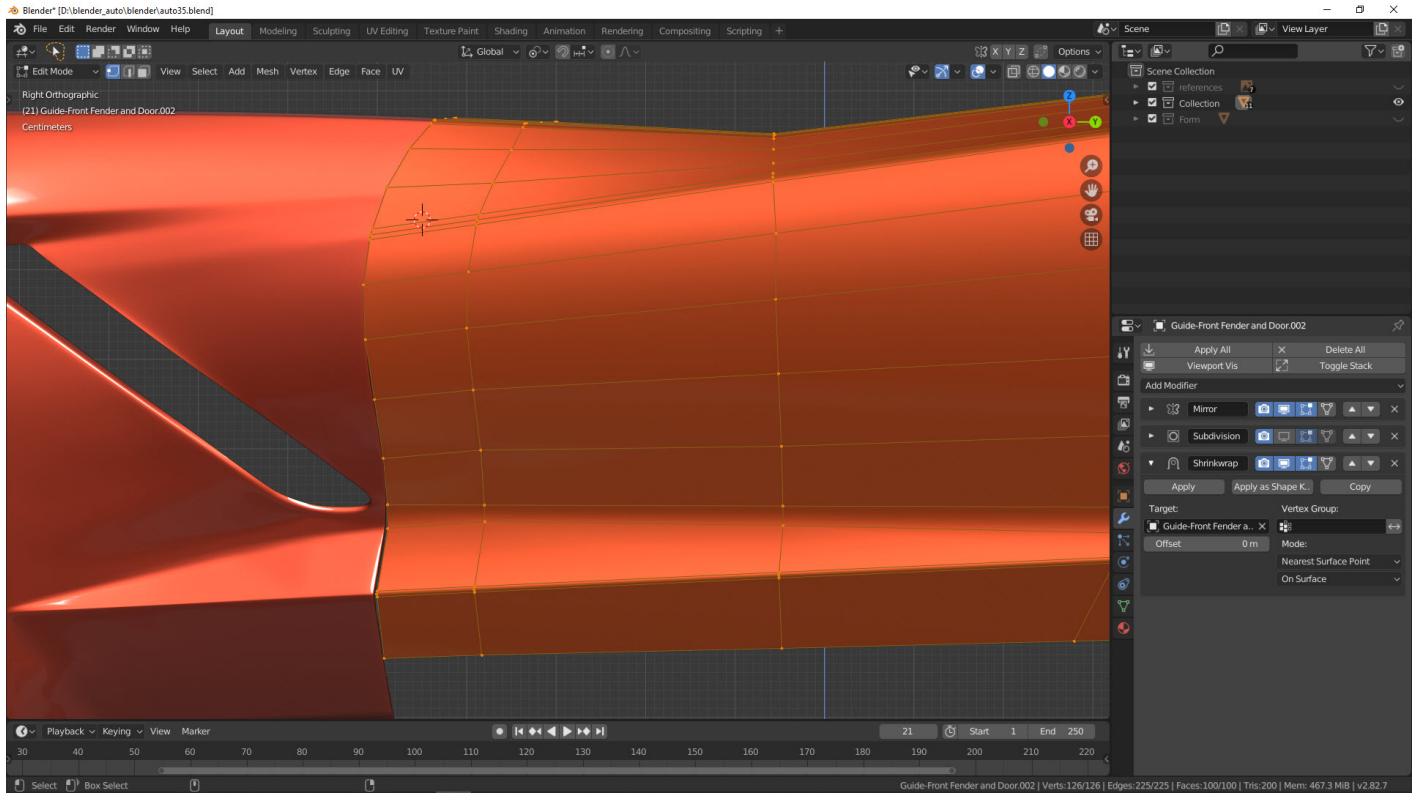 Blender* [D:\blender_auto\blender\auto35.blend]
File Edit Render Window Help Layout Modeling Sculpting UV Editing Texture Paint Shading Animation Rendering Compositing Scripting + Scene View Layer
Global X Y Z Options
Edit Mode View Select Add Mesh Vertex Edge Face UV
Right Orthographic
(21) Guide-Front Fender and Door.002
Centimeters
Z
X
Y
Scene Collection
references 7
Collection 11
Form
Guide-Front Fender and Door.002
Apply All Delete All
Viewport Vis Toggle Stack
Add Modifier
Mirror
Subdivision
Shrinkwrap
Apply Apply as Shape K.. Copy
Target: Vertex Group:
Guide-Front Fender a..
Offset 0 m Mode:
Nearest Surface Point
On Surface
Playback Keying View Marker 21 Start 1 End 250
30 40 50 60 70 80 90 100 110 120 130 140 150 160 170 180 190 200 210 220
Select Box Select Guide-Front Fender and Door.002 | Verts:126/126 | Edges:225/225 | Faces:100/100 | Tris:200 | Mem: 467.3 MiB | v2.82.7